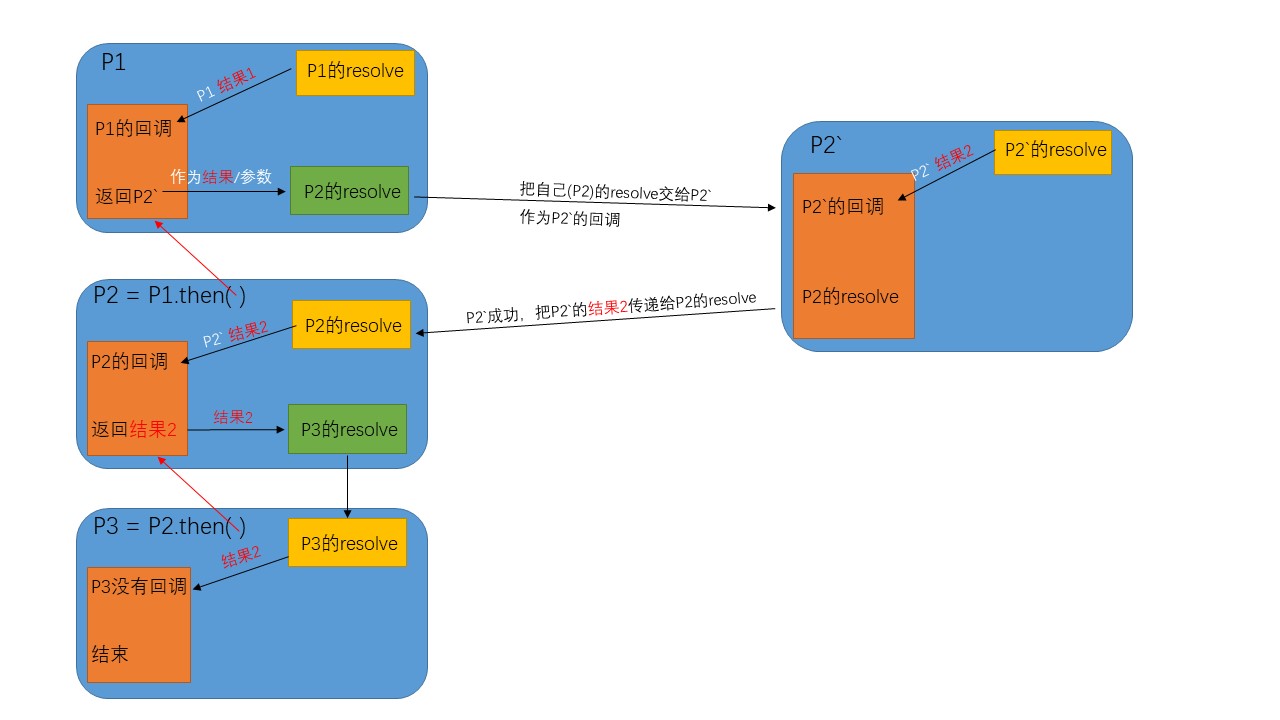 P1
P1的resolve
P1 结果1
P1的回调
返回P2`
作为结果/参数
P2的resolve
把自己(P2)的resolve交给P2`
作为P2`的回调
P2`
P2`的resolve
P2` 结果2
P2`的回调
P2的resolve
P2`成功，把P2`的结果2传递给P2的resolve
P2 = P1.then( )
P2的resolve
P2` 结果2
P2的回调
返回结果2
结果2
P3的resolve
P3 = P2.then( )
P3的resolve
结果2
P3没有回调
结束